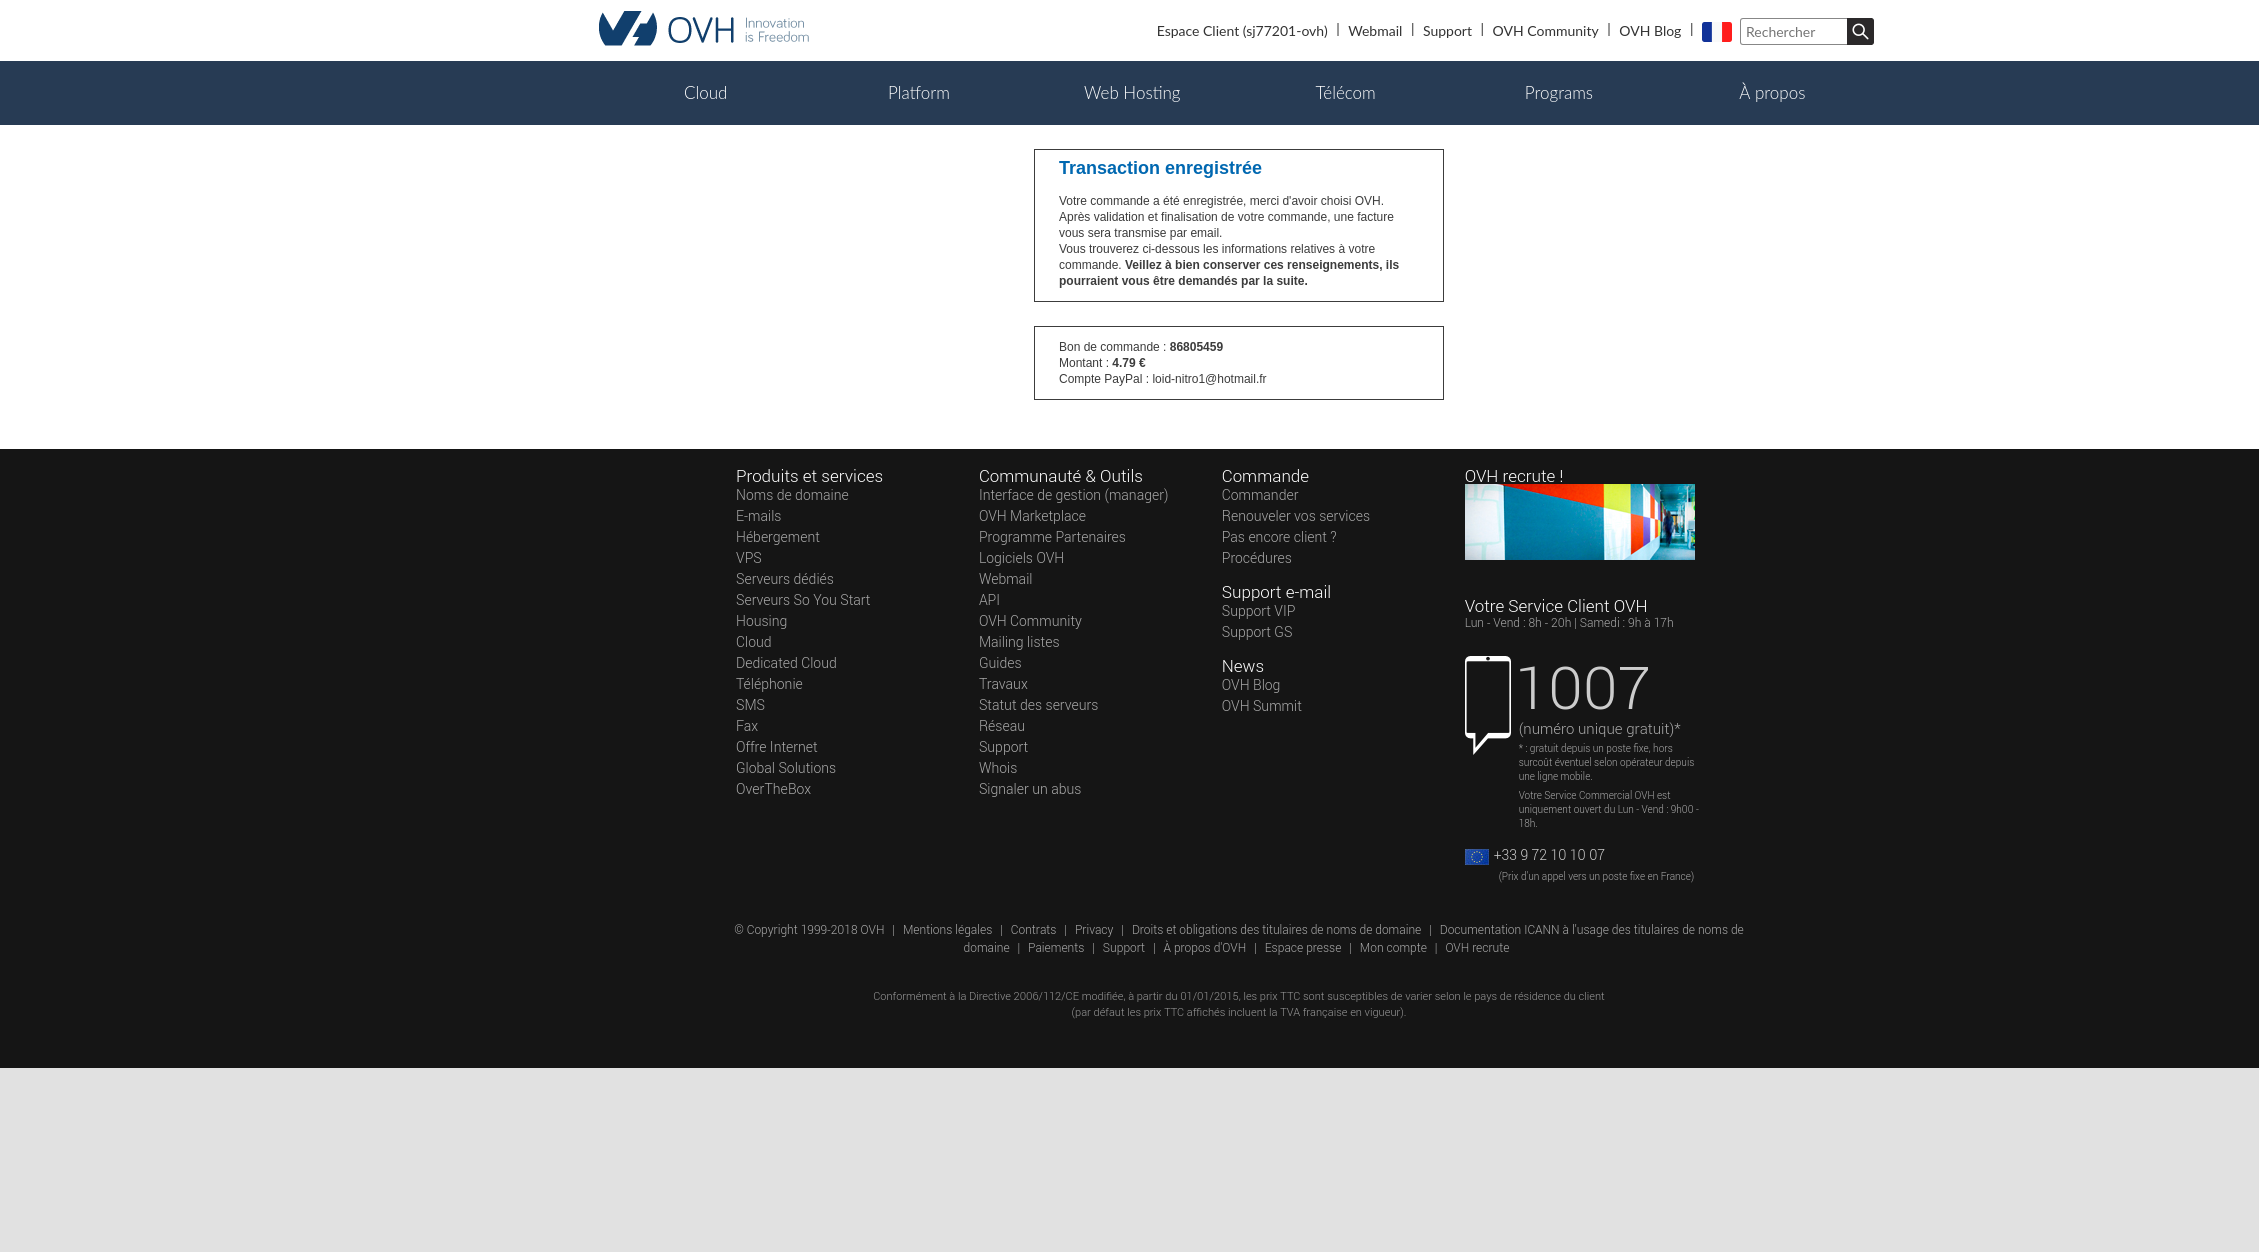 OVH Innovation
is Freedom
Espace Client (sj77201-ovh) | Webmail | Support | OVH Community | OVH Blog | Rechercher
Cloud Platform Web Hosting Télécom Programs À propos
Transaction enregistrée
Votre commande a été enregistrée, merci d'avoir choisi OVH.
Après validation et finalisation de votre commande, une facture
vous sera transmise par email.
Vous trouverez ci-dessous les informations relatives à votre
commande. Veillez à bien conserver ces renseignements, ils
pourraient vous être demandés par la suite.
Bon de commande : 86805459
Montant : 4.79 €
Compte PayPal : loid-nitro1@hotmail.fr
Produits et services
Noms de domaine
E-mails
Hébergement
VPS
Serveurs dédiés
Serveurs So You Start
Housing
Cloud
Dedicated Cloud
Téléphonie
SMS
Fax
Offre Internet
Global Solutions
OverTheBox
Communauté & Outils
Interface de gestion (manager)
OVH Marketplace
Programme Partenaires
Logiciels OVH
Webmail
API
OVH Community
Mailing listes
Guides
Travaux
Statut des serveurs
Réseau
Support
Whois
Signaler un abus
Commande
Commander
Renouveler vos services
Pas encore client ?
Procédures
Support e-mail
Support VIP
Support GS
News
OVH Blog
OVH Summit
OVH recrute !
Votre Service Client OVH
Lun - Vend : 8h - 20h | Samedi : 9h à 17h
1007
(numéro unique gratuit)*
* : gratuit depuis un poste fixe, hors
surcoût éventuel selon opérateur depuis
une ligne mobile.
Votre Service Commercial OVH est
uniquement ouvert du Lun - Vend : 9h00 -
18h.
+33 9 72 10 10 07
(Prix d'un appel vers un poste fixe en France)
© Copyright 1999-2018 OVH | Mentions légales | Contrats | Privacy | Droits et obligations des titulaires de noms de domaine | Documentation ICANN à l'usage des titulaires de noms de
domaine | Paiements | Support | À propos d'OVH | Espace presse | Mon compte | OVH recrute
Conformément à la Directive 2006/112/CE modifiée, à partir du 01/01/2015, les prix TTC sont susceptibles de varier selon le pays de résidence du client
(par défaut les prix TTC affichés incluent la TVA française en vigueur).